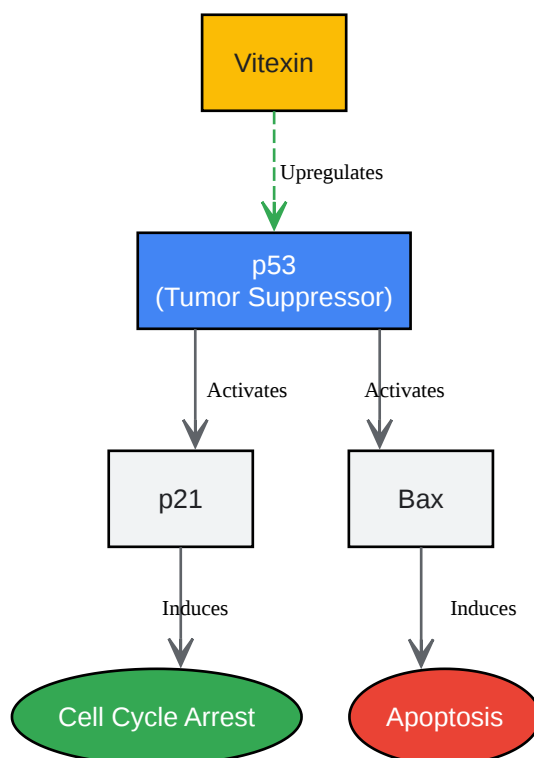 Vitexin
Upregulates
p53
(Tumor Suppressor)
Activates
Activates
p21
Bax
Induces
Induces
Cell Cycle Arrest
Apoptosis